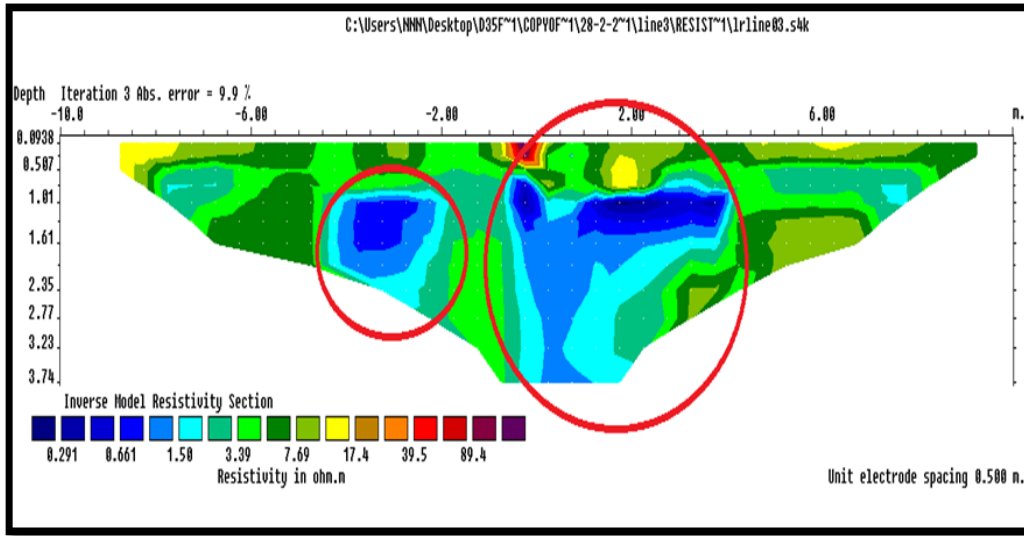 C:\Users\NNN\Desktop\D35F~1\COPYOF~1\28-2-2~1\line3\RESIST~1\lrline03.s4k
Depth Iteration 3 Abs. error = 9.9 %
-10.0 -6.00 -2.00 2.00 6.00 m.
0.0938
0.507
1.01
1.61
2.35
2.77
3.23
3.74
Inverse Model Resistivity Section
0.291 0.661 1.50 3.39 7.69 17.4 39.5 89.4
Resistivity in ohm.m
Unit electrode spacing 0.500 m.